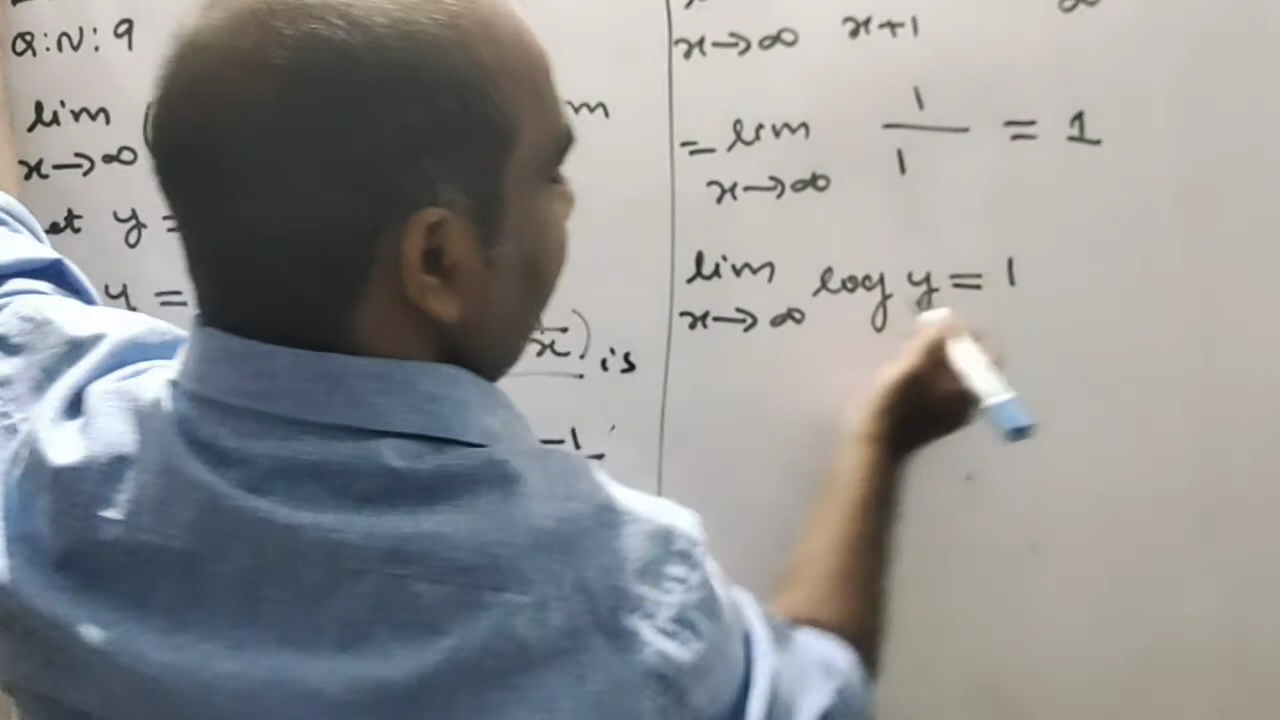 Q:N: 9
lim m
x→∞
et y =
y =
x) is
-1
x→∞ x+1 ∞
= lim 1/1 = 1
x→∞
lim log y = 1
x→∞